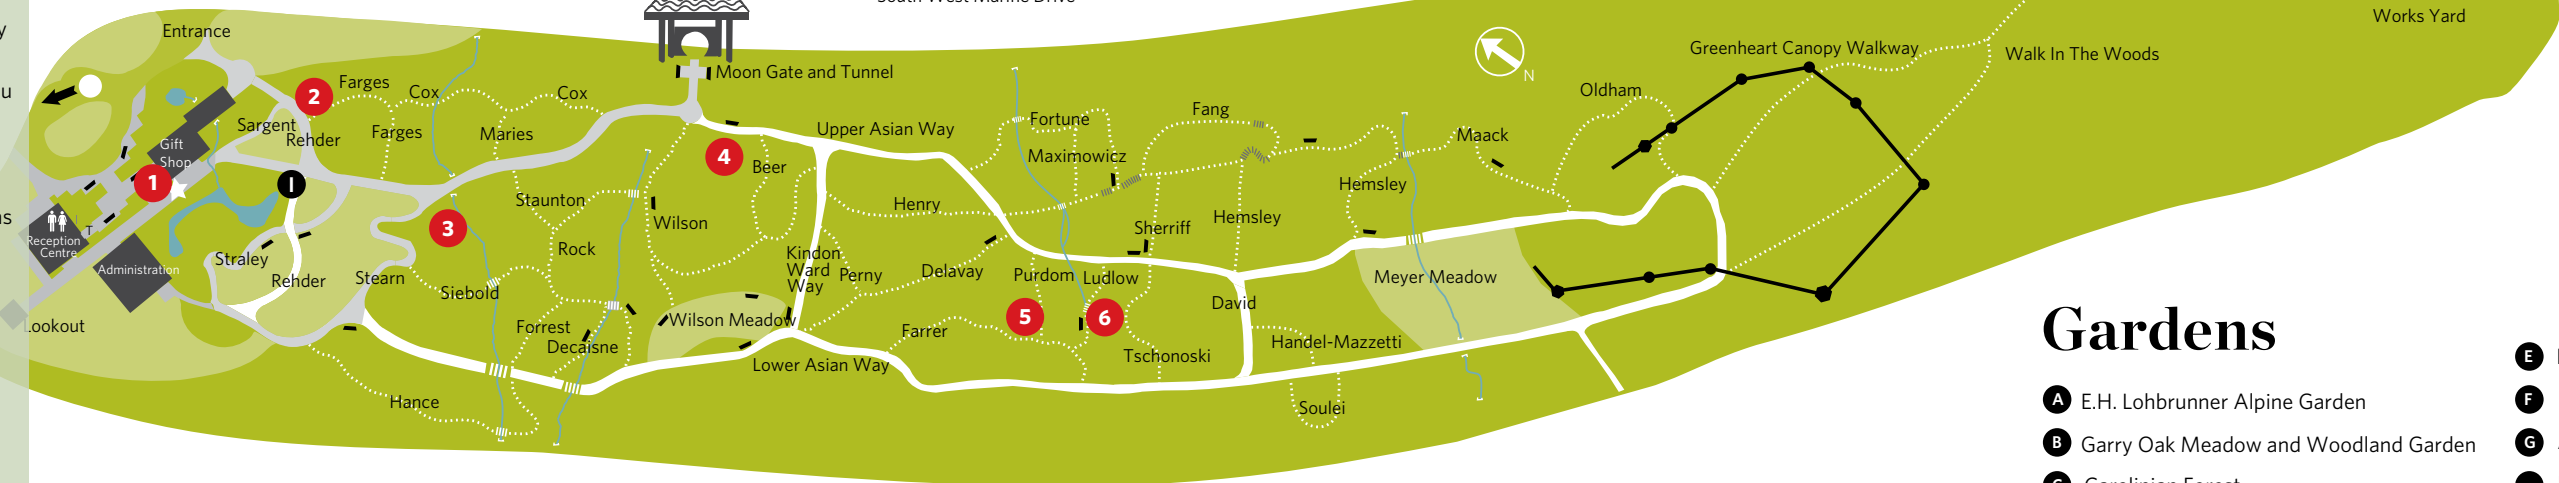 Works Yard
Entrance
Greenheart Canopy Walkway
Walk In The Woods
Moon Gate and Tunnel
N
2
Farges
Cox
Cox
Oldham
Sargent
Rehder
Farges
Maries
Upper Asian Way
Fortune
Fang
Maack
Gift
Shop
4
Beer
Maximowicz
1
I
Staunton
Henry
Hemsley
3
Wilson
Sherriff
Hemsley
T
Reception
Centre
Administration
Straley
Rehder
Stearn
Rock
Siebold
Kindon
Ward
Way
Perny
Delavay
Purdom
Ludlow
Meyer Meadow
David
Lookout
Forrest
Decaisne
Wilson Meadow
Farrer
5
6
Tschonoski
Handel-Mazzetti
Lower Asian Way
Hance
Soulei
Gardens
A E.H. Lohbrunner Alpine Garden
B Garry Oak Meadow and Woodland Garden
E
F
G